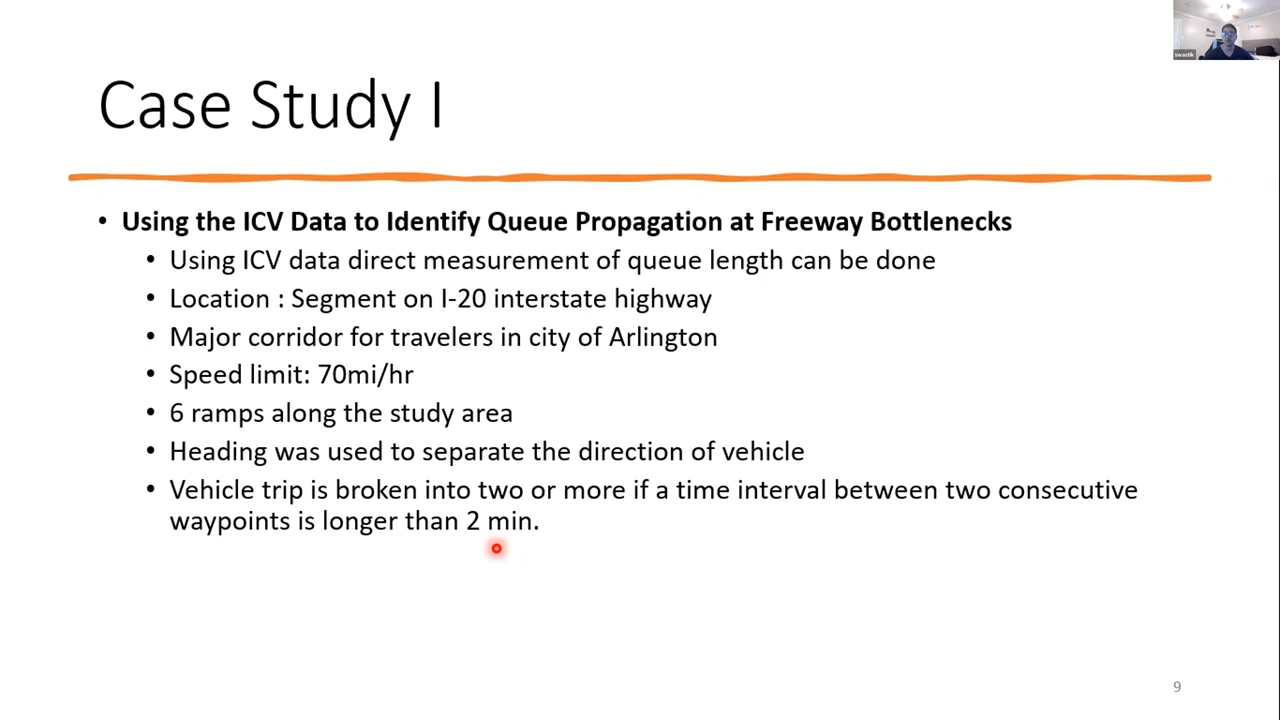 swastik
Case Study I
• Using the ICV Data to Identify Queue Propagation at Freeway Bottlenecks
• Using ICV data direct measurement of queue length can be done
• Location : Segment on I-20 interstate highway
• Major corridor for travelers in city of Arlington
• Speed limit: 70mi/hr
• 6 ramps along the study area
• Heading was used to separate the direction of vehicle
• Vehicle trip is broken into two or more if a time interval between two consecutive
waypoints is longer than 2 min.
9